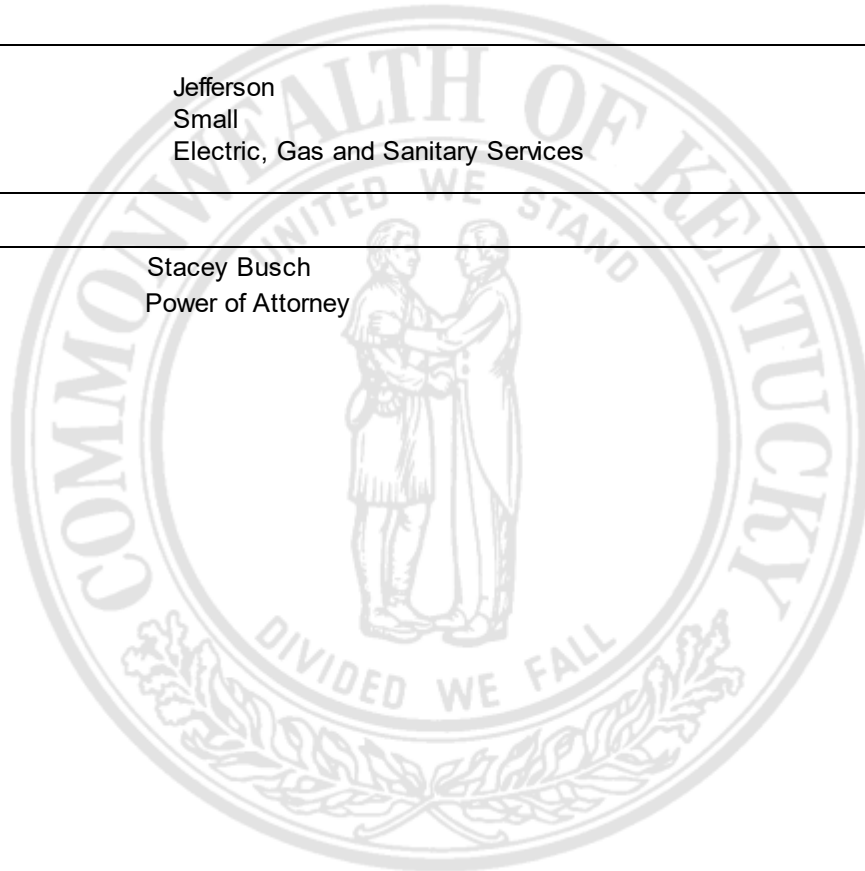 Jefferson
Small
Electric, Gas and Sanitary Services
Stacey Busch
Power of Attorney
COMMONWEALTH OF KENTUCKY
UNITED WE STAND
DIVIDED WE FALL